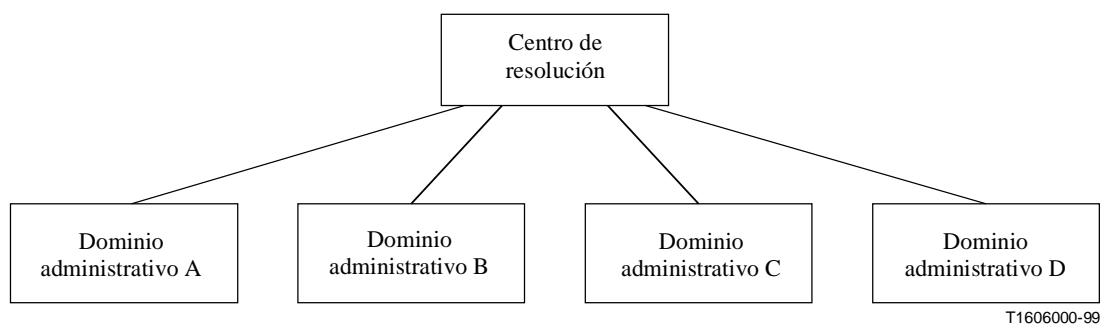 Centro de
resolución
Dominio
administrativo A
Dominio
administrativo B
Dominio
administrativo C
Dominio
administrativo D
T1606000-99